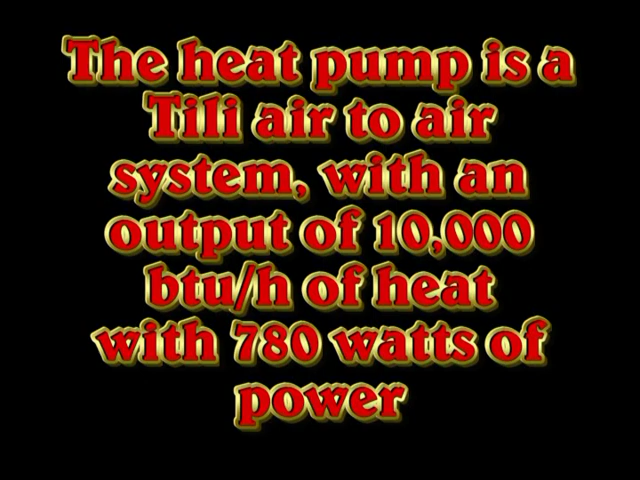 The heat pump is a
Tili air to air
system, with an
output of 10,000
btu/h of heat
with 780 watts of
power